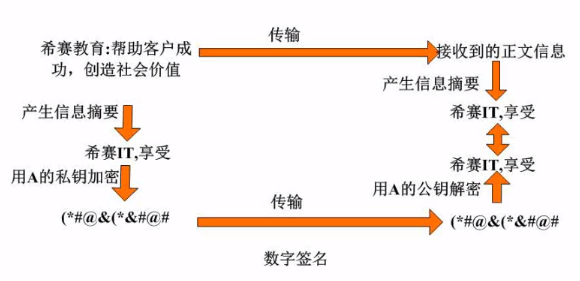 希赛教育:帮助客户成
功，创造社会价值
传输
接收到的正文信息
产生信息摘要
产生信息摘要
希赛IT,享受
希赛IT,享受
希赛IT,享受
用A的私钥加密
用A的公钥解密
(*#@&(*&#@#
传输
(*#@&(*&#@#
数字签名